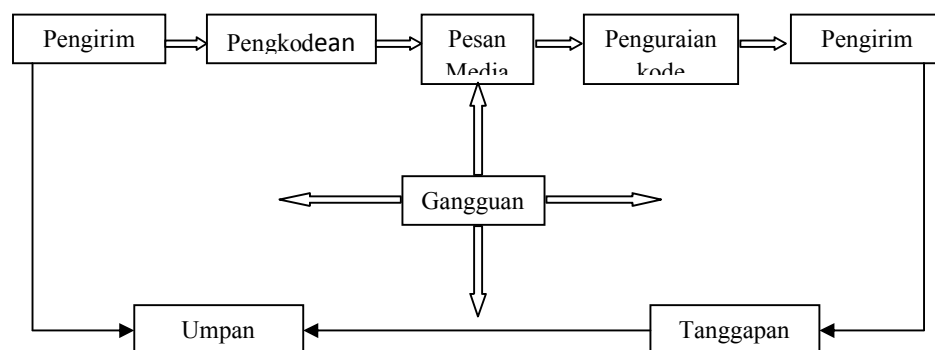 Pengirim
Pengkodean
Pesan
Media
Penguraian
kode
Pengirim
Gangguan
Umpan
Tanggapan